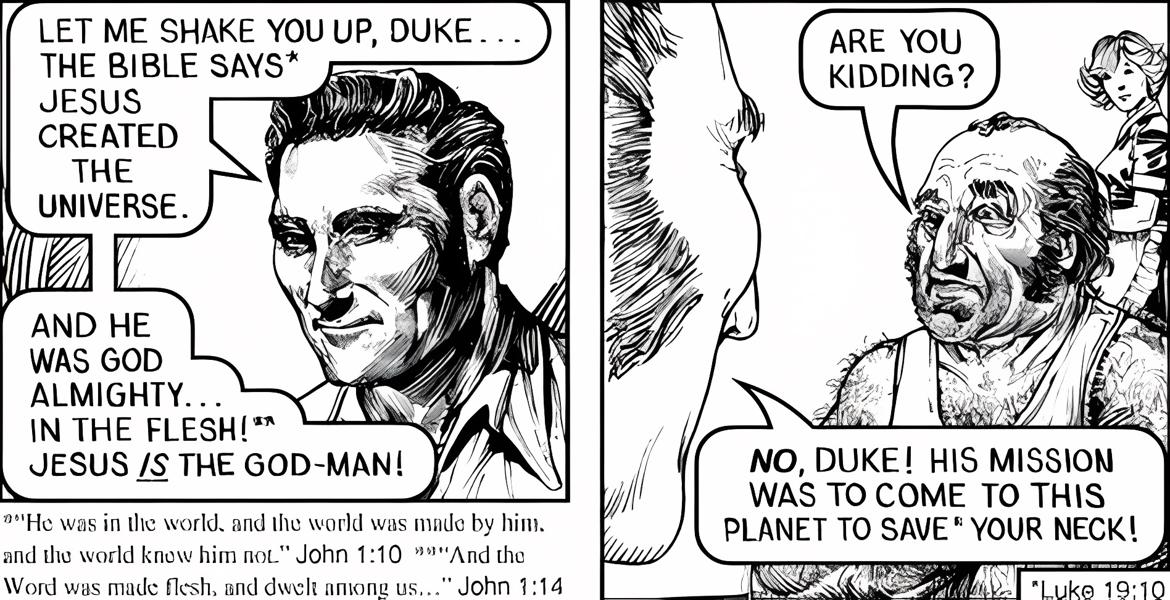 LET ME SHAKE YOU UP, DUKE...
THE BIBLE SAYS*
JESUS
CREATED
THE
UNIVERSE.
AND HE
WAS GOD
ALMIGHTY...
IN THE FLESH!**
JESUS IS THE GOD-MAN!
*"He was in the world, and the world was made by him,
and the world knew him not." John 1:10 **"And the
Word was made flesh, and dwelt among us..." John 1:14
ARE YOU
KIDDING?
NO, DUKE! HIS MISSION
WAS TO COME TO THIS
PLANET TO SAVE* YOUR NECK!
*Luke 19:10